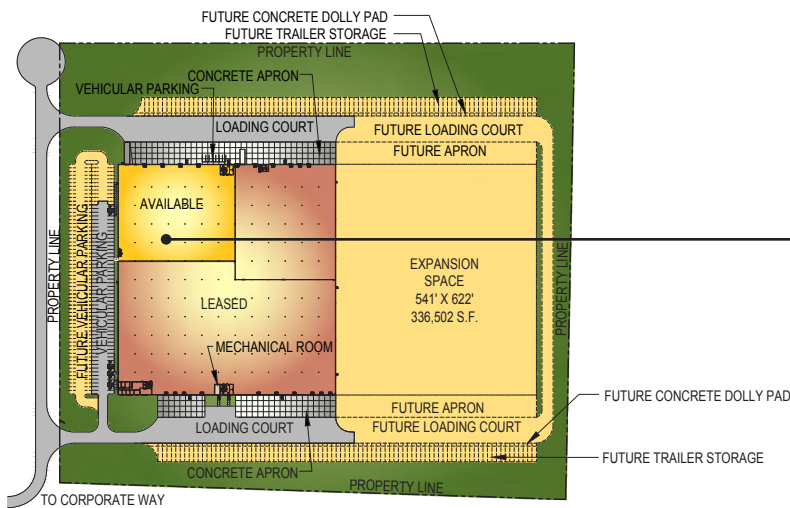 FUTURE CONCRETE DOLLY PAD
FUTURE TRAILER STORAGE
PROPERTY LINE
CONCRETE APRON
VEHICULAR PARKING
LOADING COURT
FUTURE LOADING COURT
FUTURE APRON
AVAILABLE
PROPERTY LINE
FUTURE VEHICULAR PARKING
VEHICULAR PARKING
EXPANSION
SPACE
541' X 622'
336,502 S.F.
PROPERTY LINE
LEASED
MECHANICAL ROOM
FUTURE CONCRETE DOLLY PAD
FUTURE APRON
LOADING COURT
FUTURE LOADING COURT
FUTURE TRAILER STORAGE
CONCRETE APRON
PROPERTY LINE
TO CORPORATE WAY